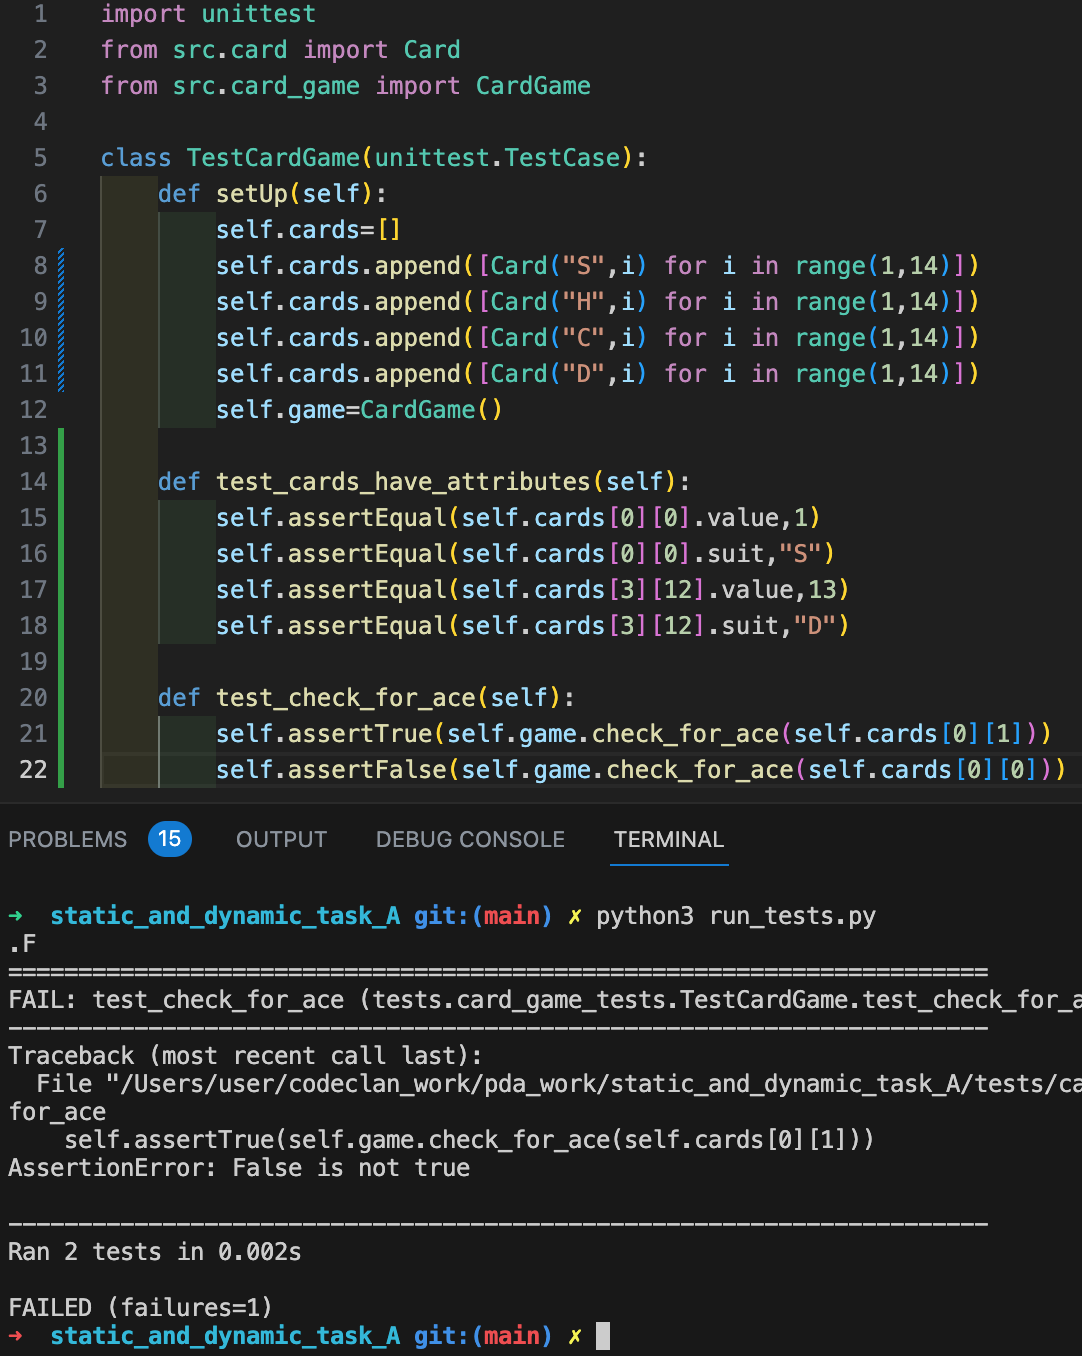 1 import unittest
2 from src.card import Card
3 from src.card_game import CardGame
4
5 class TestCardGame(unittest.TestCase):
6     def setUp(self):
7         self.cards=[]
8         self.cards.append([Card("S",i) for i in range(1,14)])
9         self.cards.append([Card("H",i) for i in range(1,14)])
10         self.cards.append([Card("C",i) for i in range(1,14)])
11         self.cards.append([Card("D",i) for i in range(1,14)])
12         self.game=CardGame()
13
14     def test_cards_have_attributes(self):
15         self.assertEqual(self.cards[0][0].value,1)
16         self.assertEqual(self.cards[0][0].suit,"S")
17         self.assertEqual(self.cards[3][12].value,13)
18         self.assertEqual(self.cards[3][12].suit,"D")
19
20     def test_check_for_ace(self):
21         self.assertTrue(self.game.check_for_ace(self.cards[0][1]))
22         self.assertFalse(self.game.check_for_ace(self.cards[0][0]))
PROBLEMS 15 OUTPUT DEBUG CONSOLE TERMINAL
➜  static_and_dynamic_task_A git:(main) ✗ python3 run_tests.py
.F
======================================================================
FAIL: test_check_for_ace (tests.card_game_tests.TestCardGame.test_check_for_a
----------------------------------------------------------------------
Traceback (most recent call last):
  File "/Users/user/codeclan_work/pda_work/static_and_dynamic_task_A/tests/ca
for_ace
    self.assertTrue(self.game.check_for_ace(self.cards[0][1]))
AssertionError: False is not true
----------------------------------------------------------------------
Ran 2 tests in 0.002s
FAILED (failures=1)
➜  static_and_dynamic_task_A git:(main) ✗